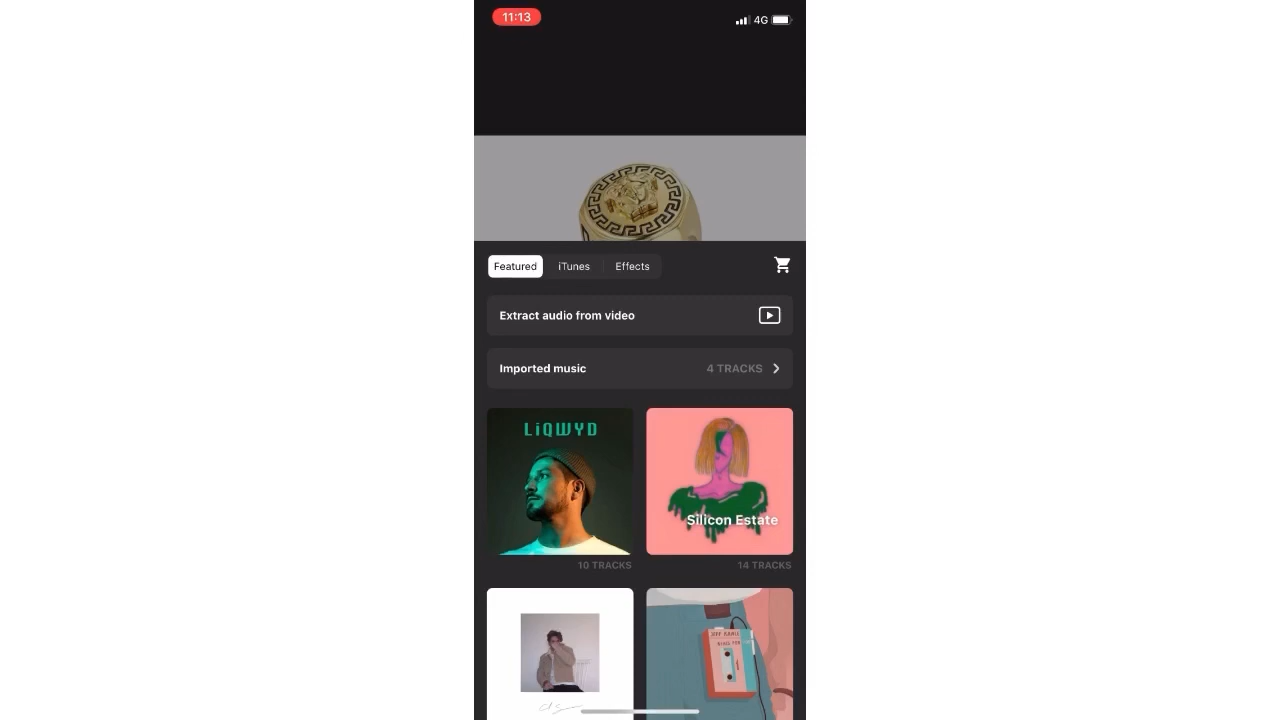 11:13
4G
Featured
iTunes
Effects
Extract audio from video
Imported music
4 TRACKS
LiQWYD
Silicon Estate
10 TRACKS
14 TRACKS